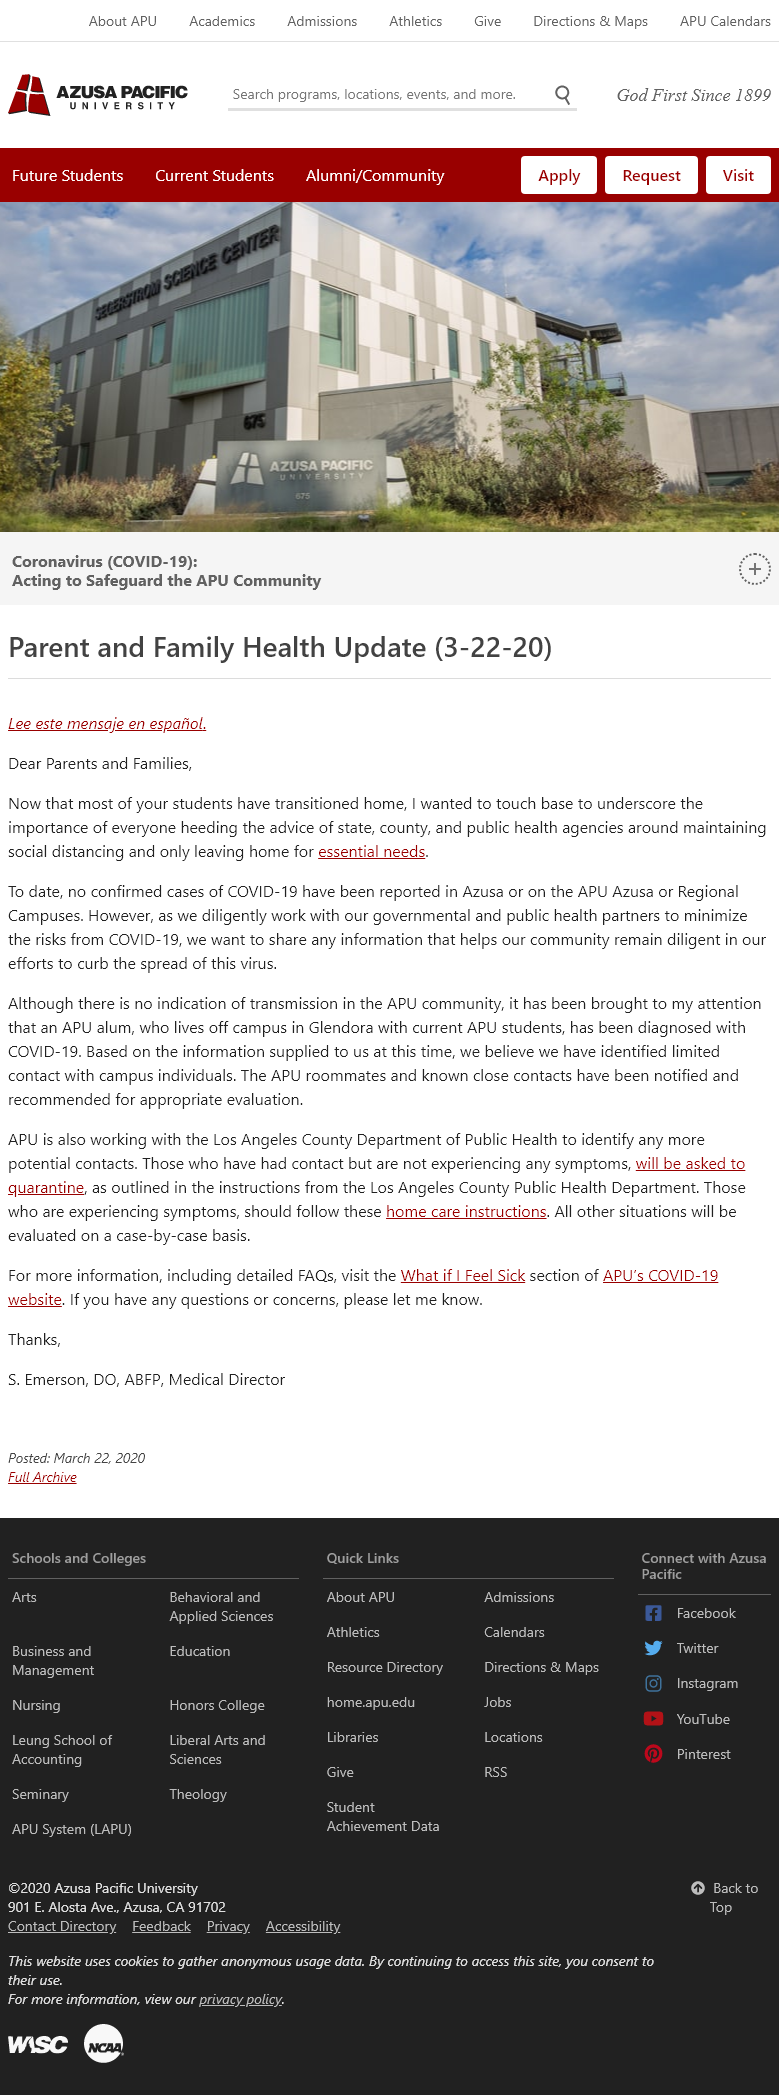 About APU Academics Admissions Athletics Give Directions & Maps APU Calendars
AZUSA PACIFIC
UNIVERSITY
Search programs, locations, events, and more.
God First Since 1899
Future Students Current Students Alumni/Community Apply Request Visit
SEGERSTROM SCIENCE CENTER
675
AZUSA PACIFIC
UNIVERSITY
675
Coronavirus (COVID-19):
Acting to Safeguard the APU Community
Parent and Family Health Update (3-22-20)
Lee este mensaje en español.
Dear Parents and Families,
Now that most of your students have transitioned home, I wanted to touch base to underscore the
importance of everyone heeding the advice of state, county, and public health agencies around maintaining
social distancing and only leaving home for essential needs.
To date, no confirmed cases of COVID-19 have been reported in Azusa or on the APU Azusa or Regional
Campuses. However, as we diligently work with our governmental and public health partners to minimize
the risks from COVID-19, we want to share any information that helps our community remain diligent in our
efforts to curb the spread of this virus.
Although there is no indication of transmission in the APU community, it has been brought to my attention
that an APU alum, who lives off campus in Glendora with current APU students, has been diagnosed with
COVID-19. Based on the information supplied to us at this time, we believe we have identified limited
contact with campus individuals. The APU roommates and known close contacts have been notified and
recommended for appropriate evaluation.
APU is also working with the Los Angeles County Department of Public Health to identify any more
potential contacts. Those who have had contact but are not experiencing any symptoms, will be asked to
quarantine, as outlined in the instructions from the Los Angeles County Public Health Department. Those
who are experiencing symptoms, should follow these home care instructions. All other situations will be
evaluated on a case-by-case basis.
For more information, including detailed FAQs, visit the What if I Feel Sick section of APU's COVID-19
website. If you have any questions or concerns, please let me know.
Thanks,
S. Emerson, DO, ABFP, Medical Director
Posted: March 22, 2020
Full Archive
Schools and Colleges
Arts
Behavioral and
Applied Sciences
Business and
Management
Education
Nursing
Honors College
Leung School of
Accounting
Liberal Arts and
Sciences
Seminary
Theology
APU System (LAPU)
Quick Links
About APU
Admissions
Athletics
Calendars
Resource Directory
Directions & Maps
home.apu.edu
Jobs
Libraries
Locations
Give
RSS
Student
Achievement Data
Connect with Azusa
Pacific
Facebook
Twitter
Instagram
YouTube
Pinterest
©2020 Azusa Pacific University
901 E. Alosta Ave., Azusa, CA 91702
Contact Directory Feedback Privacy Accessibility
Back to
Top
This website uses cookies to gather anonymous usage data. By continuing to access this site, you consent to
their use.
For more information, view our privacy policy.
WASC
NCAA